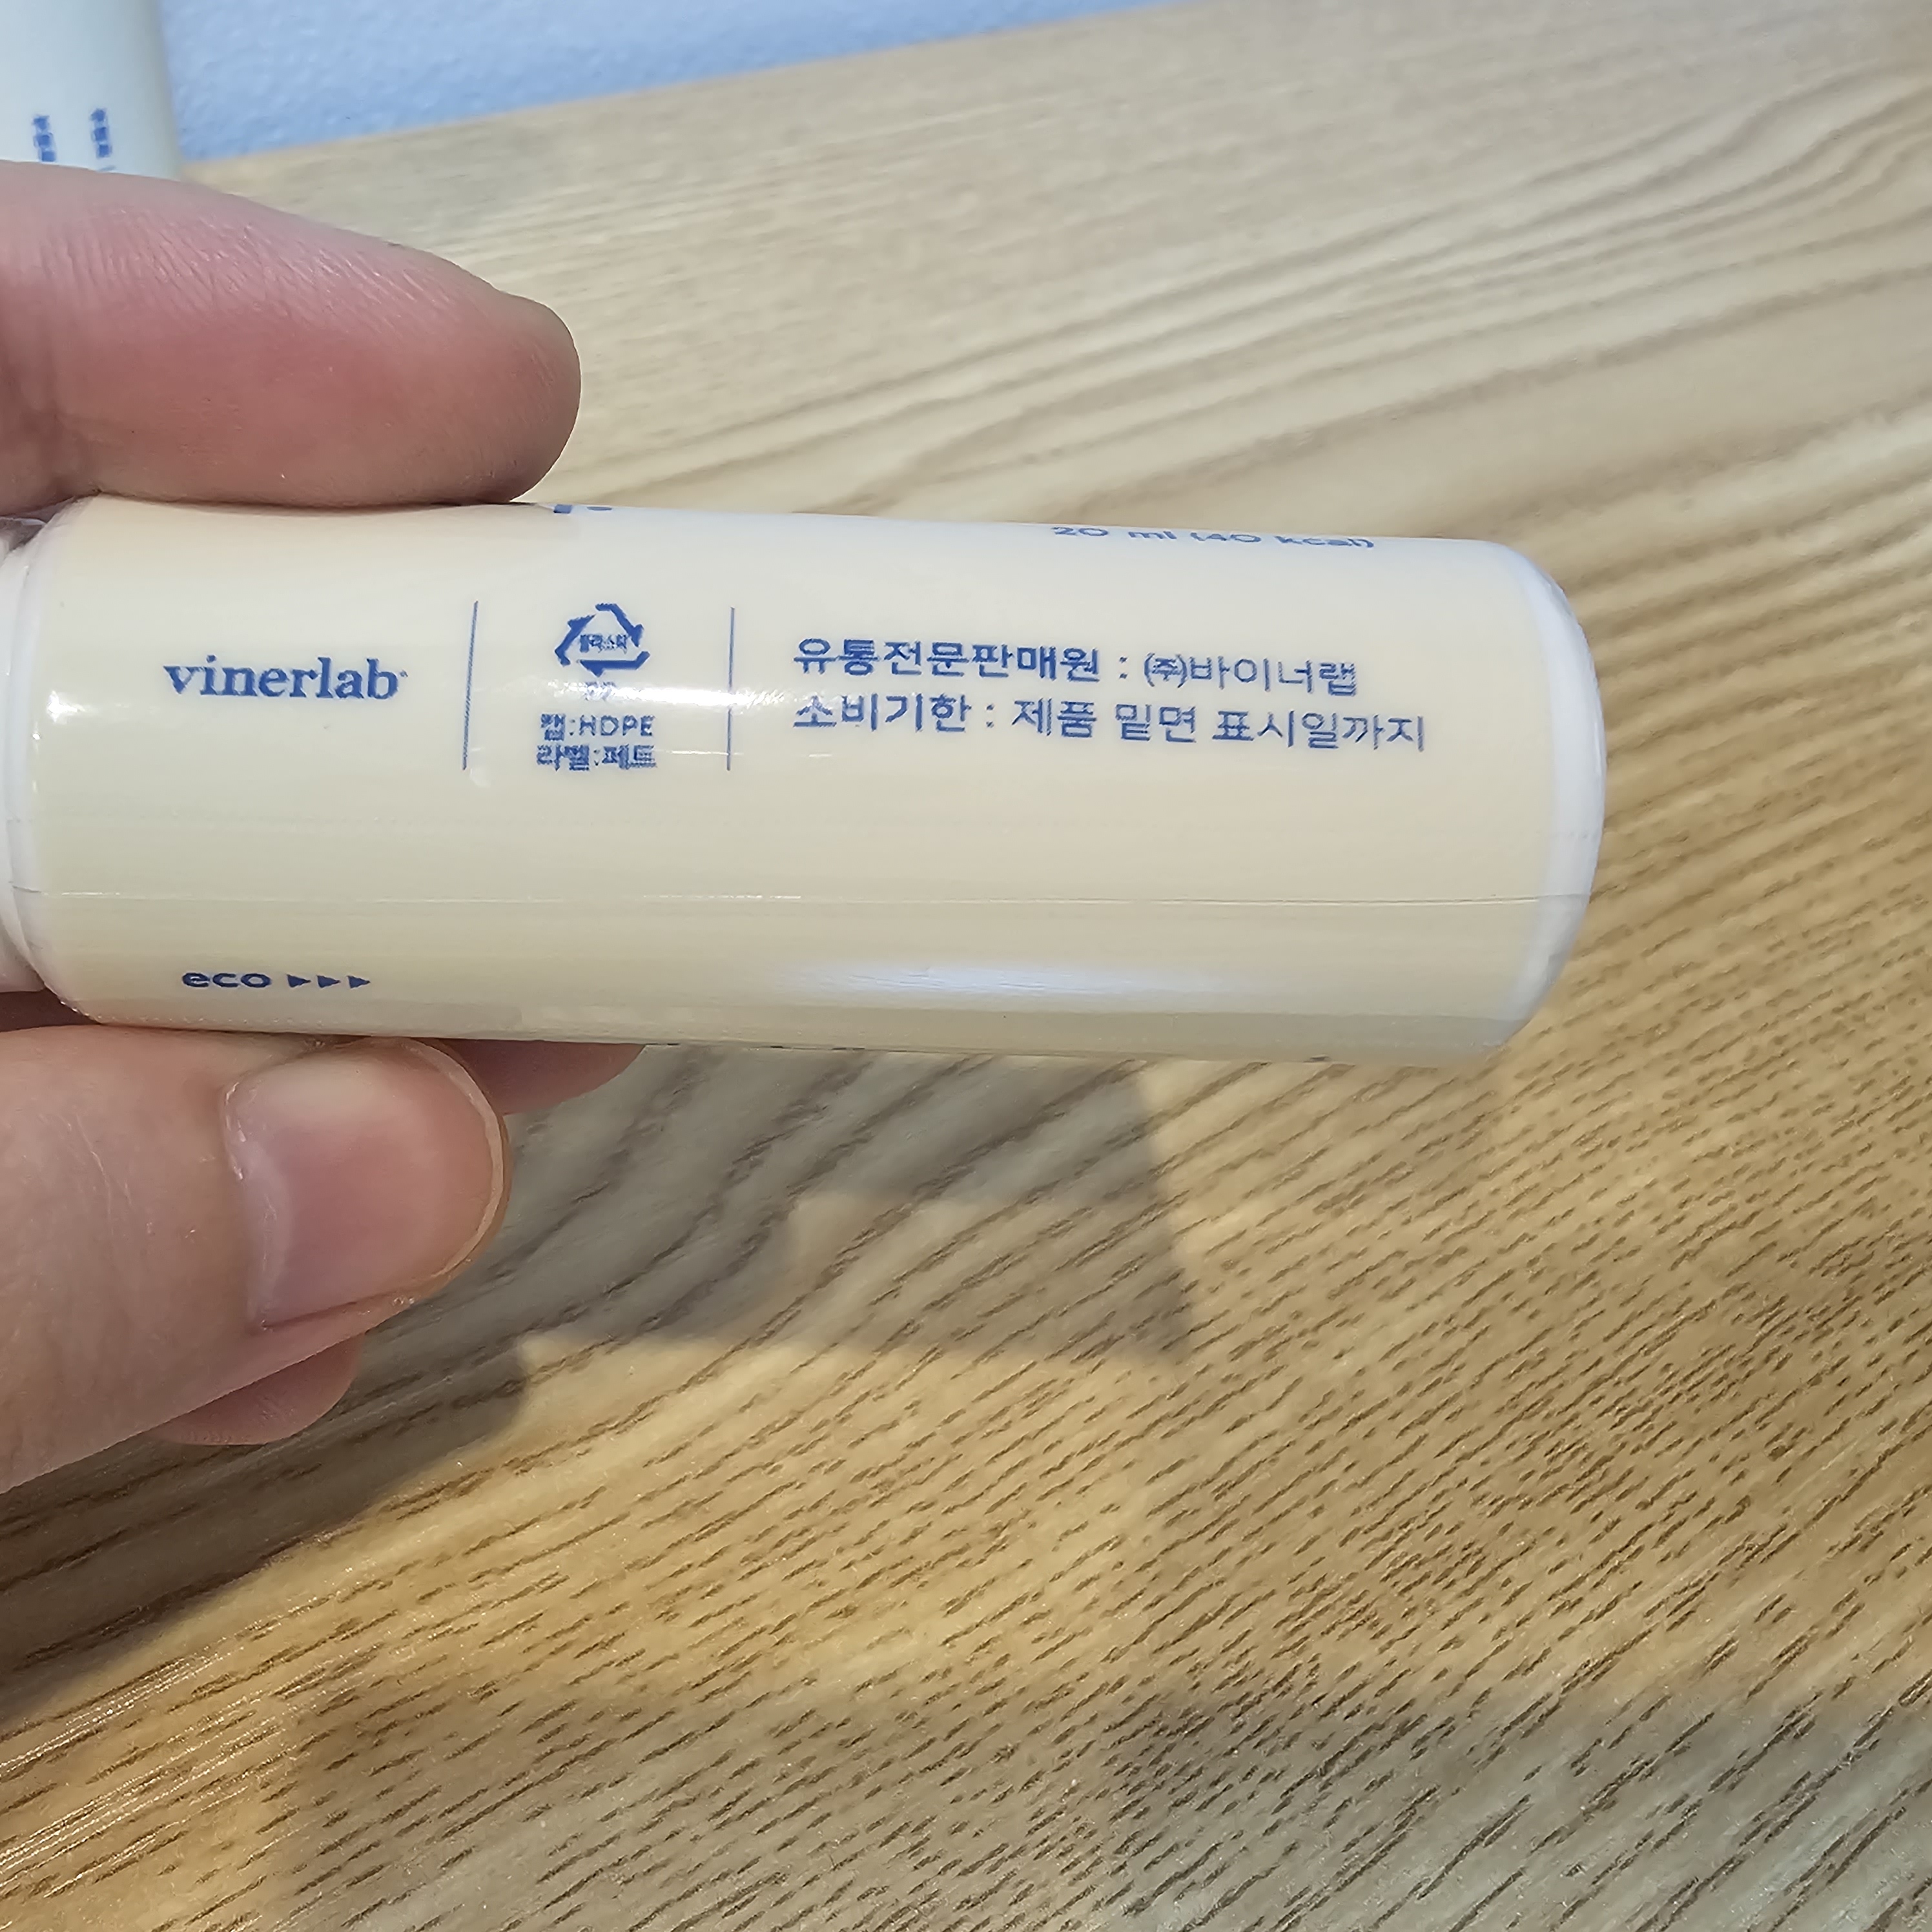 20 ml (40 kcal)
vinerlab
플라스틱
PP
캡:HDPE
라벨:페트
유통전문판매원 : ㈜바이너랩
소비기한 : 제품 밑면 표시일까지
eco ▶▶▶